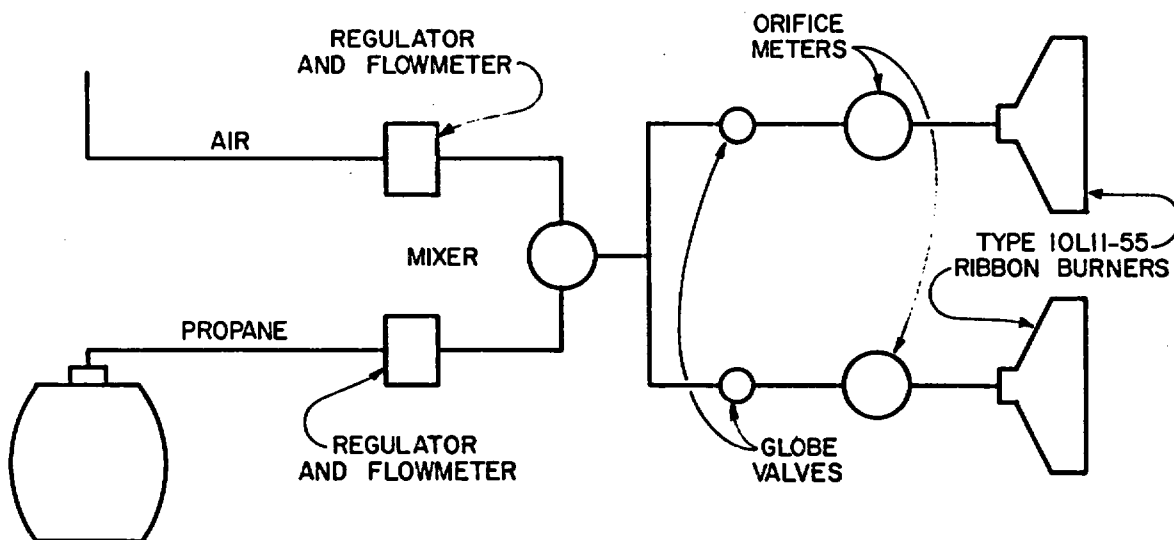 REGULATOR
AND FLOWMETER
ORIFICE
METERS
AIR
MIXER
TYPE 10L11-55
RIBBON BURNERS
PROPANE
REGULATOR
AND FLOWMETER
GLOBE
VALVES